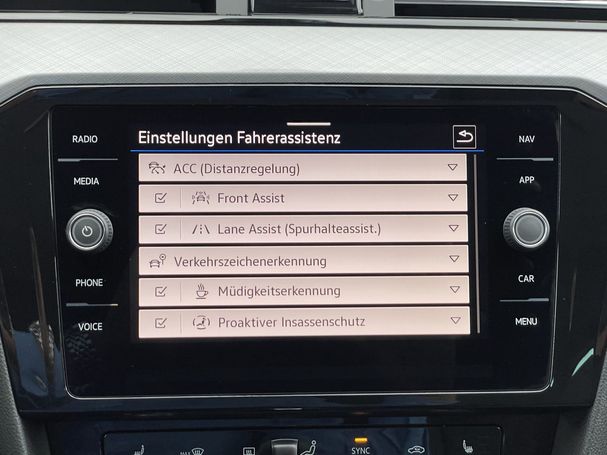 Einstellungen Fahrerassistenz
RADIO
NAV
ACC (Distanzregelung)
MEDIA
APP
Front Assist
Lane Assist (Spurhalteassist.)
Verkehrszeichenerkennung
PHONE
CAR
Müdigkeitserkennung
VOICE
MENU
Proaktiver Insassenschutz
MAX
SYNC